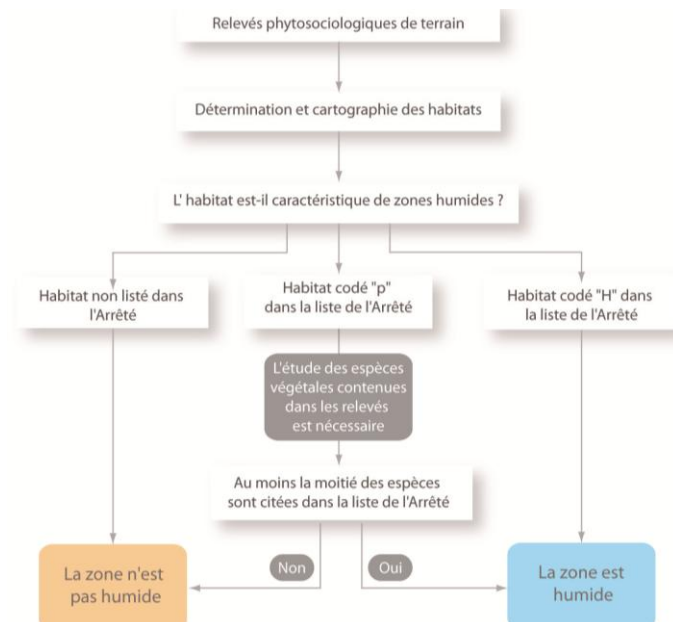 Relevés phytosociologiques de terrain
Détermination et cartographie des habitats
L' habitat est-il caractéristique de zones humides ?
Habitat non listé dans
l'Arrêté
Habitat codé "p"
dans la liste de l'Arrêté
Habitat codé "H" dans
la liste de l'Arrêté
L'étude des espèces
végétales contenues
dans les relevés
est nécessaire
Au moins la moitié des espèces
sont citées dans la liste de l'Arrêté
Non
Oui
La zone n'est
pas humide
La zone est
humide